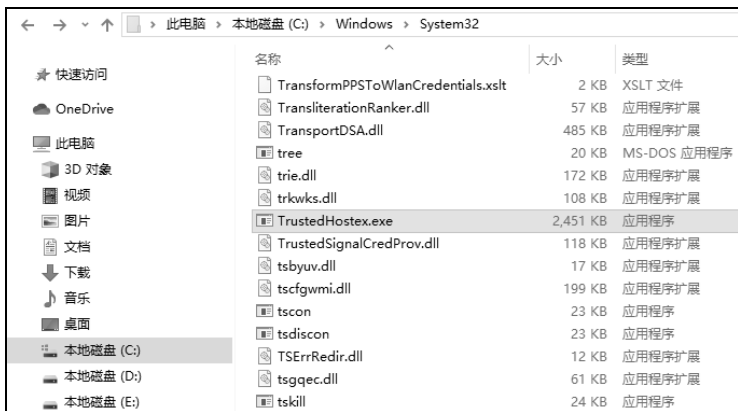 此电脑 > 本地磁盘 (C:) > Windows > System32
快速访问
OneDrive
此电脑
3D 对象
视频
图片
文档
下载
音乐
桌面
本地磁盘 (C:)
本地磁盘 (D:)
本地磁盘 (E:)
名称 大小 类型
TransformPPSToWlanCredentials.xslt 2 KB XSLT 文件
TransliterationRanker.dll 57 KB 应用程序扩展
TransportDSA.dll 485 KB 应用程序扩展
tree 20 KB MS-DOS 应用程序
trie.dll 172 KB 应用程序扩展
trkwks.dll 108 KB 应用程序扩展
TrustedHostex.exe 2,451 KB 应用程序
TrustedSignalCredProv.dll 118 KB 应用程序扩展
tsbyuv.dll 17 KB 应用程序扩展
tscfgwmi.dll 199 KB 应用程序扩展
tscon 23 KB 应用程序
tsdiscon 23 KB 应用程序
TSErrRedir.dll 12 KB 应用程序扩展
tsgqec.dll 61 KB 应用程序扩展
tskill 24 KB 应用程序